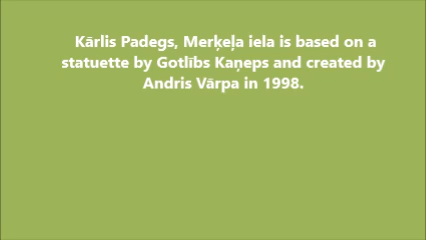 Kārlis Padegs, Merķeļa iela is based on a
statuette by Gotlībs Kaņeps and created by
Andris Vārpa in 1998.